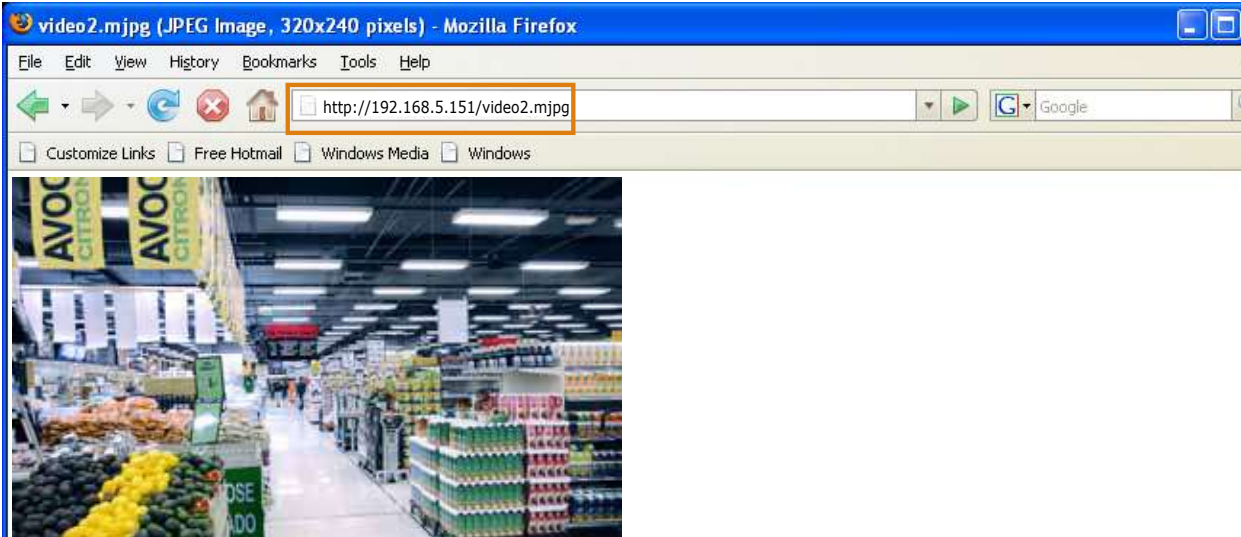 video2.mjpg (JPEG Image, 320x240 pixels) - Mozilla Firefox
File Edit View History Bookmarks Tools Help
http://192.168.5.151/video2.mjpg
G Google
Customize Links Free Hotmail Windows Media Windows
AVOC AVOC
CITRON CITRON
OSE
ADO